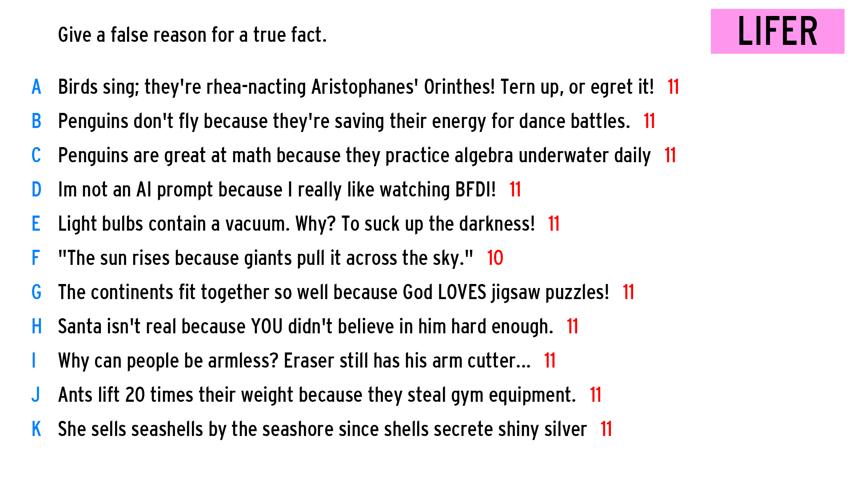 Give a false reason for a true fact.
LIFER
A Birds sing; they're rhea-nacting Aristophanes' Orinthes! Tern up, or egret it! 11
B Penguins don't fly because they're saving their energy for dance battles. 11
C Penguins are great at math because they practice algebra underwater daily 11
D Im not an AI prompt because I really like watching BFDI! 11
E Light bulbs contain a vacuum. Why? To suck up the darkness! 11
F "The sun rises because giants pull it across the sky." 10
G The continents fit together so well because God LOVES jigsaw puzzles! 11
H Santa isn't real because YOU didn't believe in him hard enough. 11
I Why can people be armless? Eraser still has his arm cutter... 11
J Ants lift 20 times their weight because they steal gym equipment. 11
K She sells seashells by the seashore since shells secrete shiny silver 11